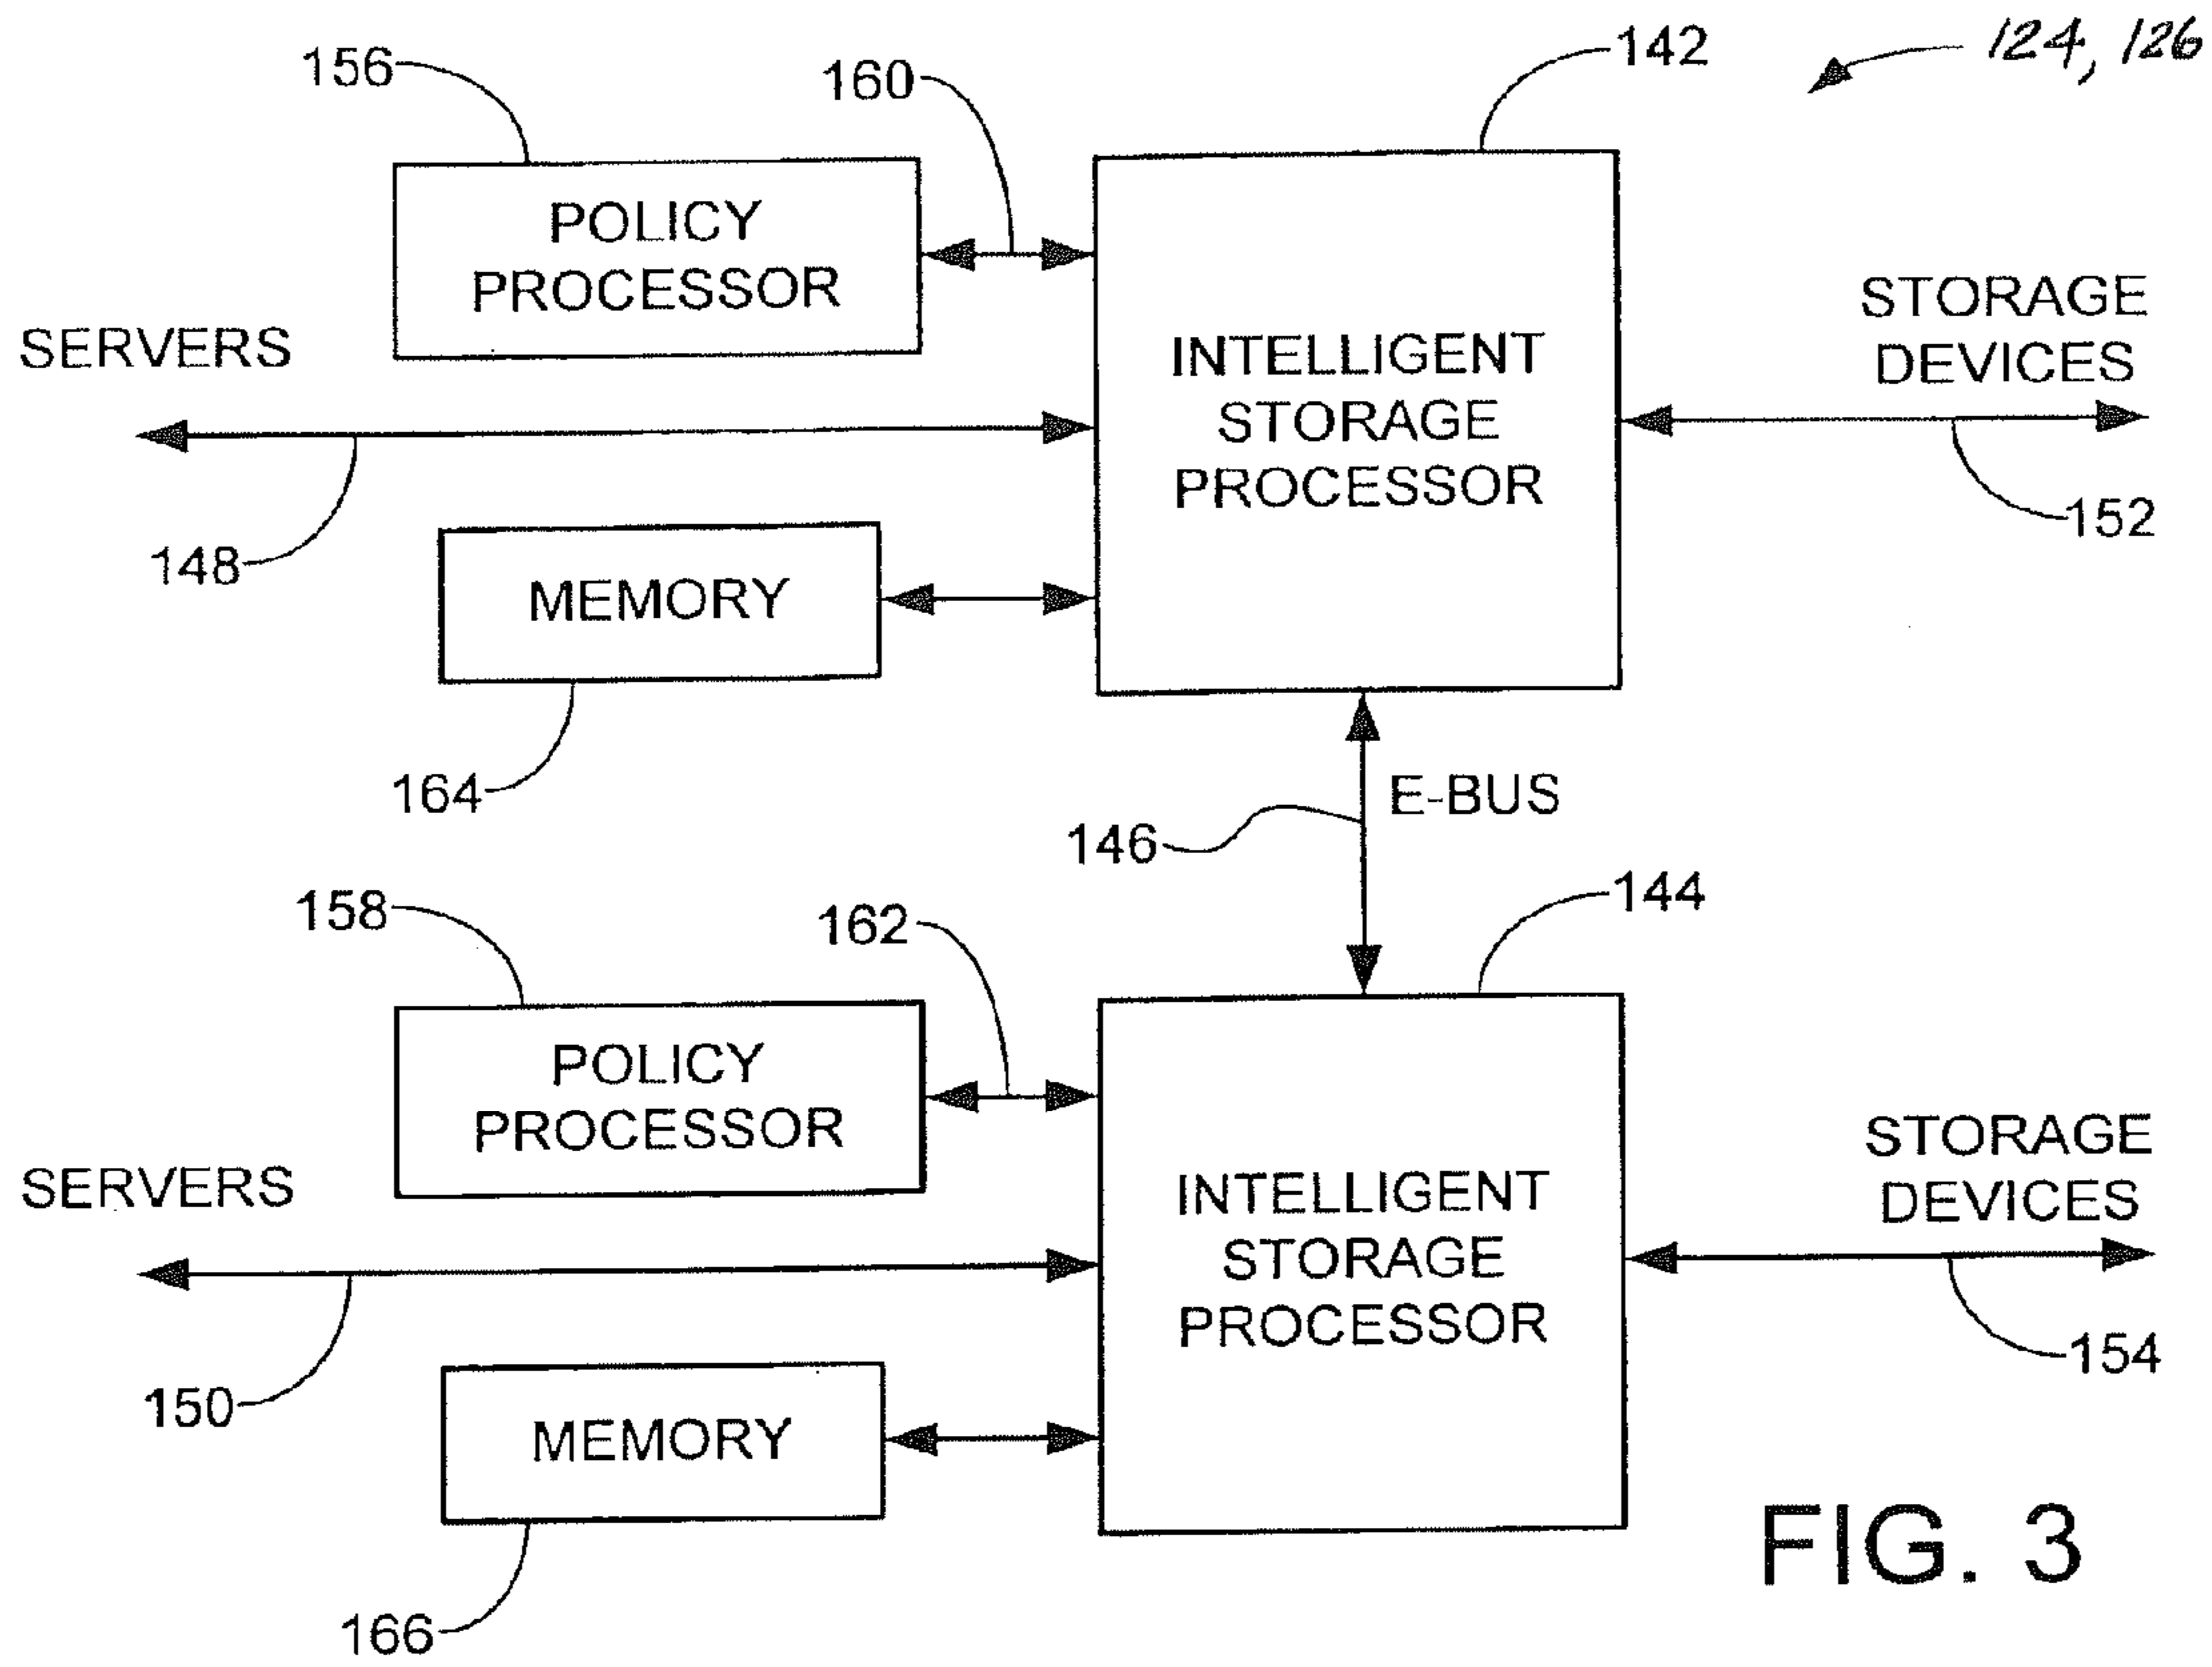 124, 126
156
160
142
POLICY
PROCESSOR
SERVERS
INTELLIGENT
STORAGE
PROCESSOR
STORAGE
DEVICES
148
152
MEMORY
164
E-BUS
146
144
158
162
POLICY
PROCESSOR
SERVERS
INTELLIGENT
STORAGE
PROCESSOR
STORAGE
DEVICES
150
154
MEMORY
166
FIG. 3